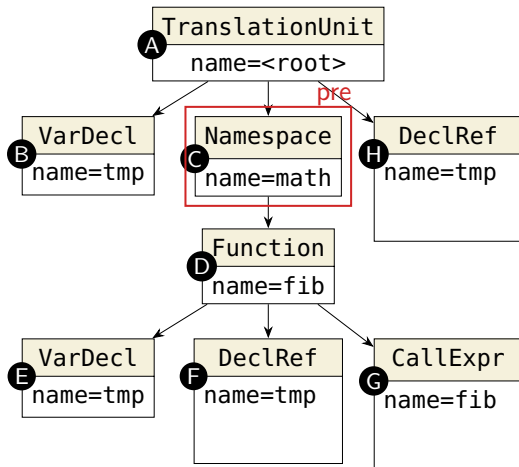 TranslationUnit
A
name=<root>
pre
VarDecl
B
name=tmp
Namespace
C
name=math
DeclRef
H
name=tmp
Function
D
name=fib
VarDecl
E
name=tmp
DeclRef
F
name=tmp
CallExpr
G
name=fib